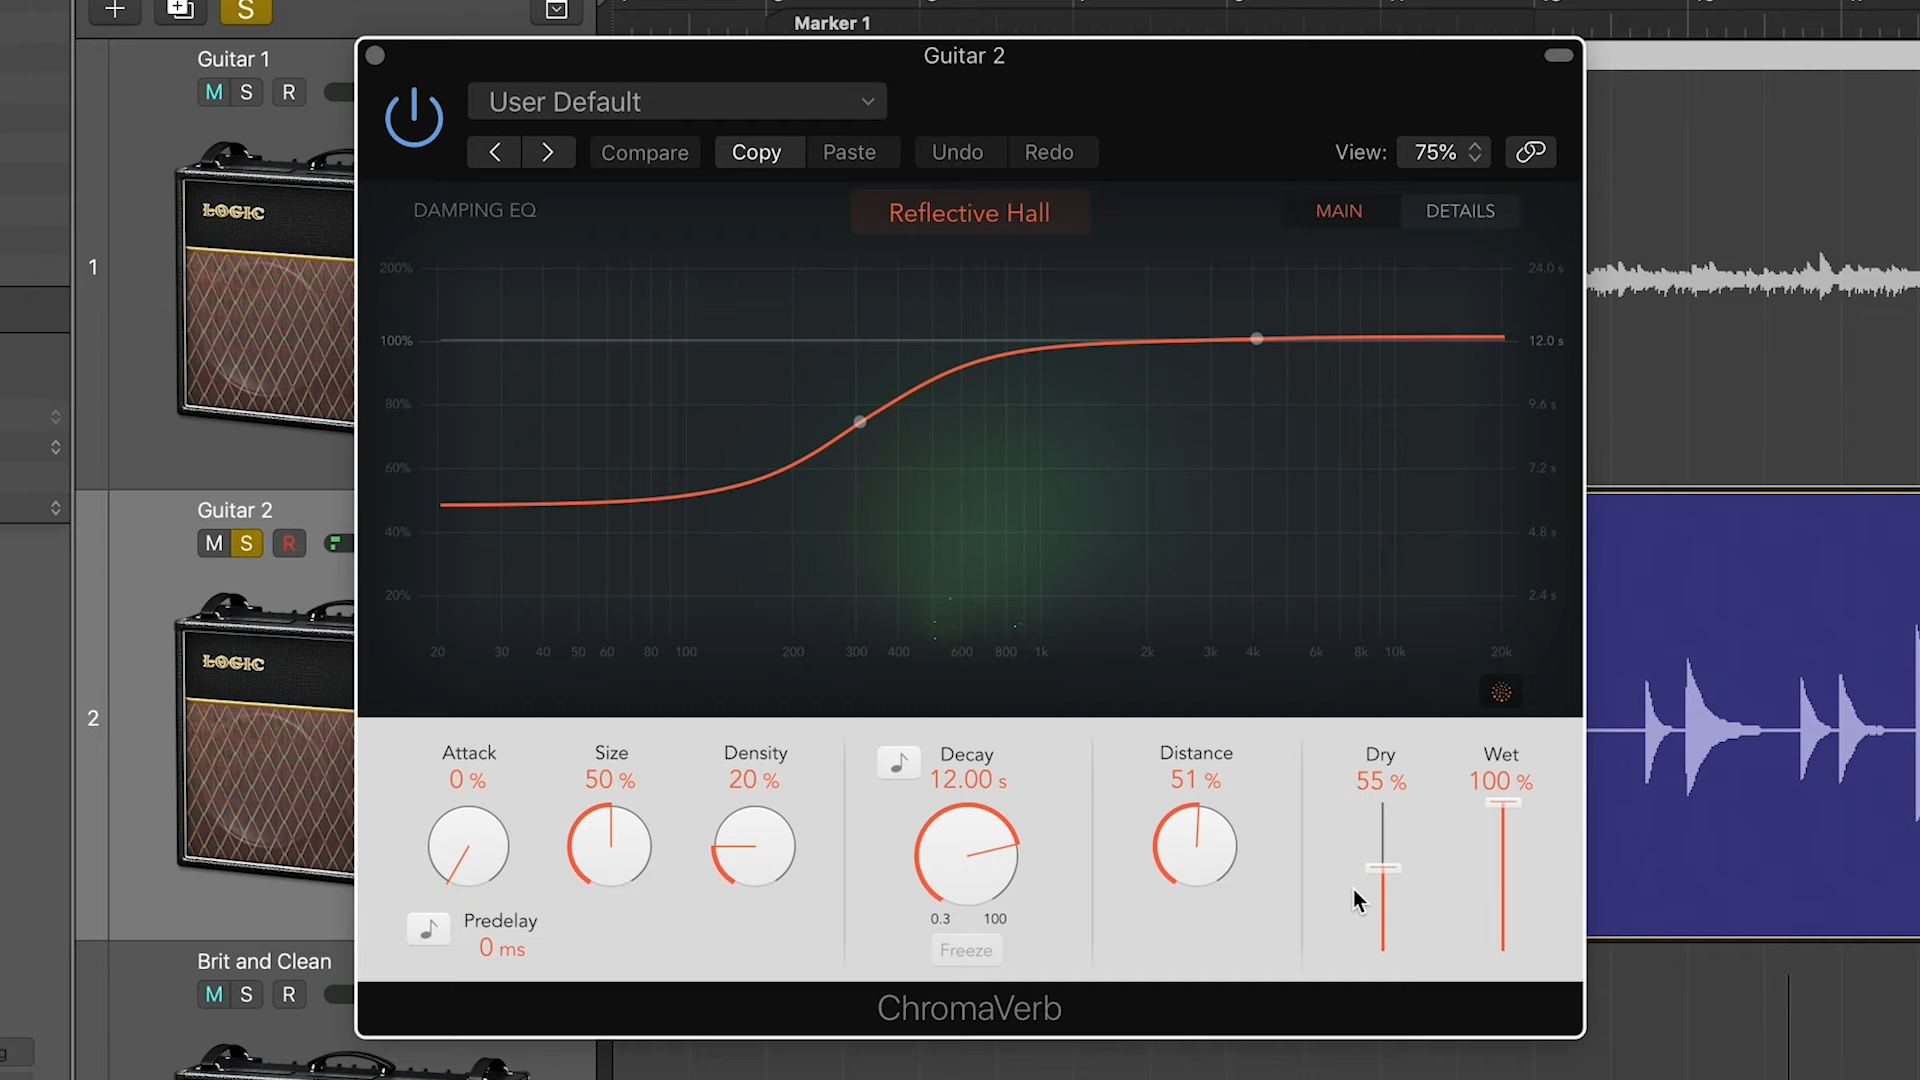 S
Marker 1
Guitar 1
M S R
LOGIC
1
Guitar 2
M S R
LOGIC
2
Brit and Clean
M S R
g
Guitar 2
User Default
Compare
Copy
Paste
Undo
Redo
View:
75%
DAMPING EQ
Reflective Hall
MAIN
DETAILS
200% 24.0 s
100% 12.0 s
80% 9.6 s
60% 7.2 s
40% 4.8 s
20% 2.4 s
20 30 40 50 60 80 100 200 300 400 600 800 1k 2k 3k 4k 6k 8k 10k 20k
Attack
0 %
Size
50 %
Density
20 %
Predelay
0 ms
Decay
12.00 s
0.3 100
Freeze
Distance
51 %
Dry
55 %
Wet
100 %
ChromaVerb